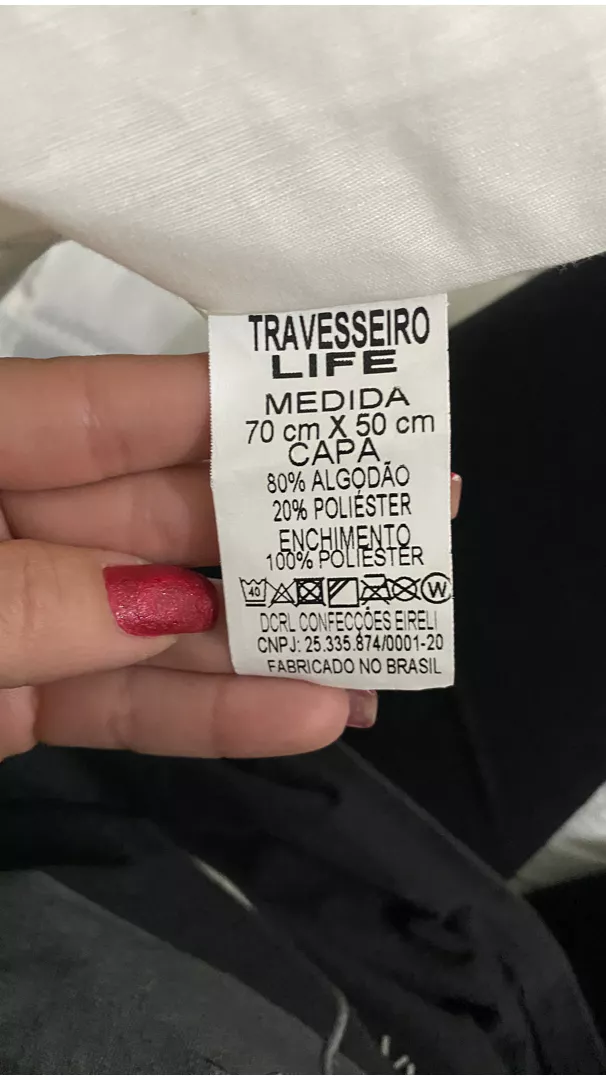 TRAVESSEIRO
LIFE
MEDIDA
70 cm X 50 cm
CAPA
80% ALGODÃO
20% POLIÉSTER
ENCHIMENTO
100% POLIÉSTER
40 W
DCRL CONFECÇÕES EIRELI
CNPJ: 25.335.874/0001-20
FABRICADO NO BRASIL